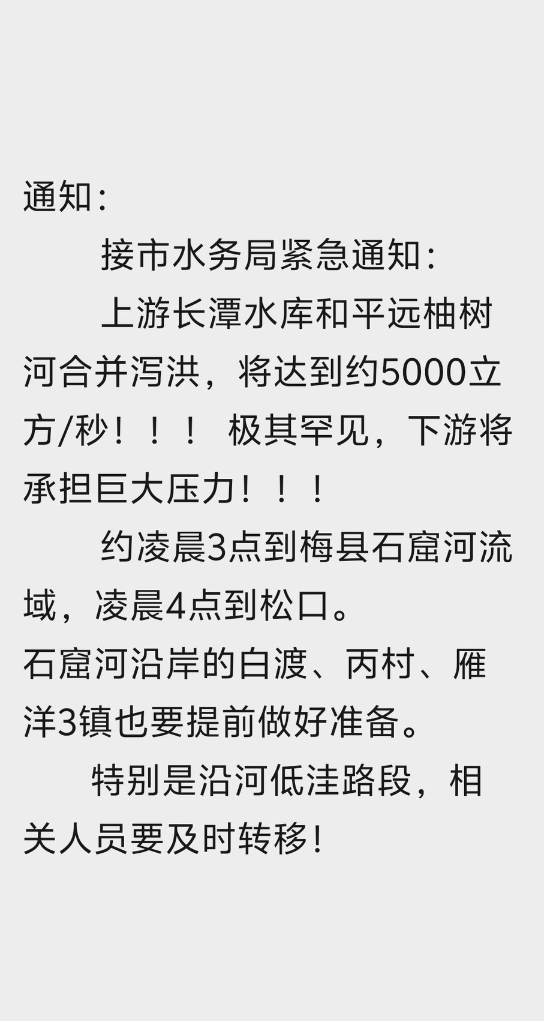 通知：
接市水务局紧急通知：
上游长潭水库和平远柚树
河合并泻洪，将达到约5000立
方/秒！！！ 极其罕见，下游将
承担巨大压力！！！
约凌晨3点到梅县石窟河流
域，凌晨4点到松口。
石窟河沿岸的白渡、丙村、雁
洋3镇也要提前做好准备。
特别是沿河低洼路段，相
关人员要及时转移！